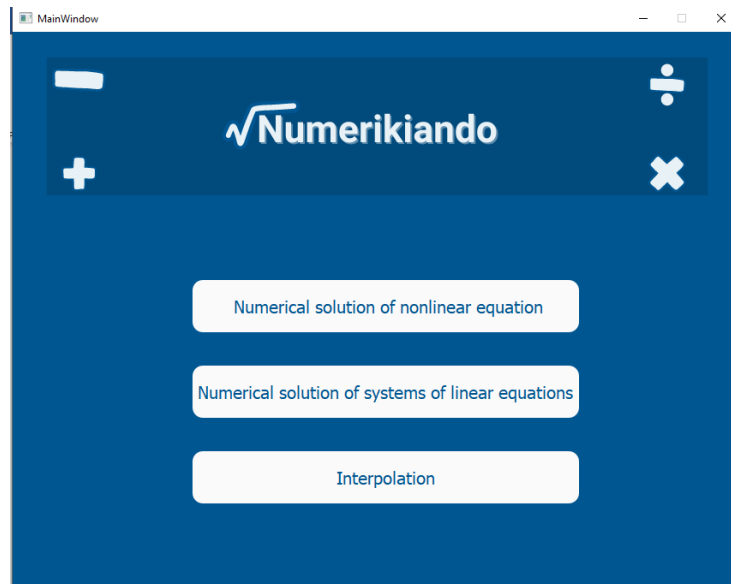 MainWindow
Numerikiando
Numerical solution of nonlinear equation
Numerical solution of systems of linear equations
Interpolation